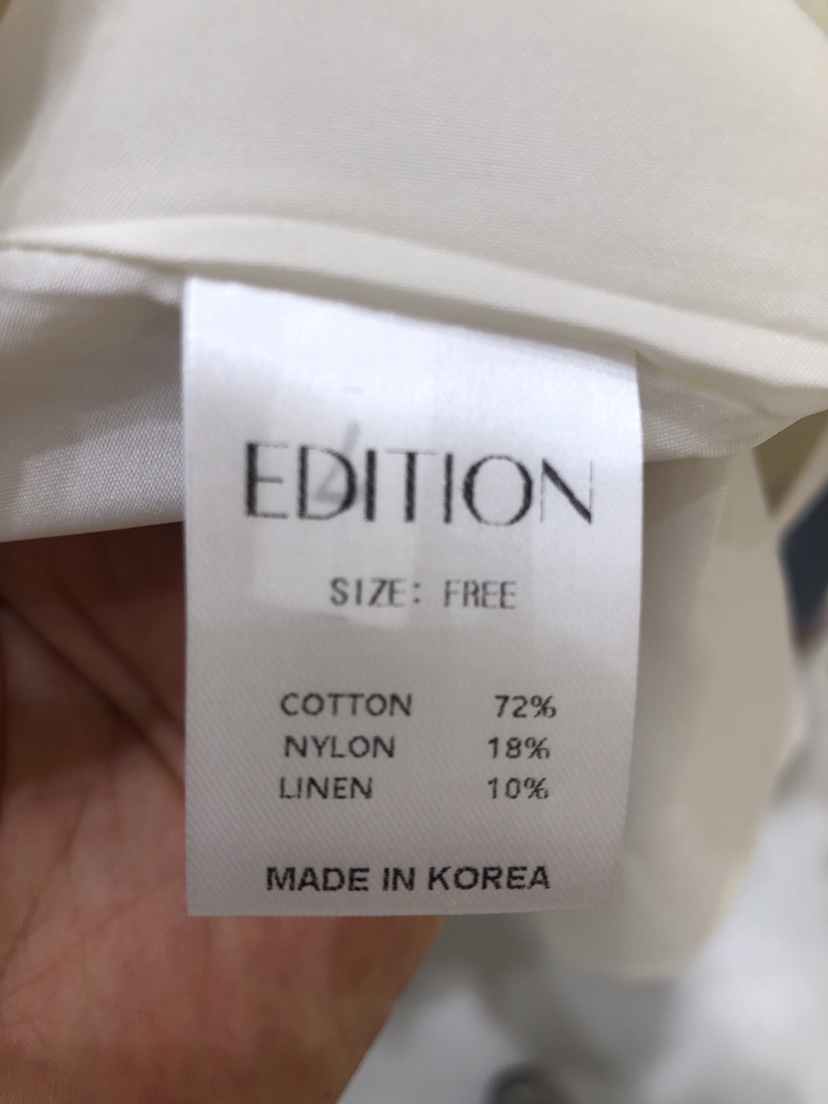 EDITION
SIZE: FREE
COTTON 72%
NYLON 18%
LINEN 10%
MADE IN KOREA